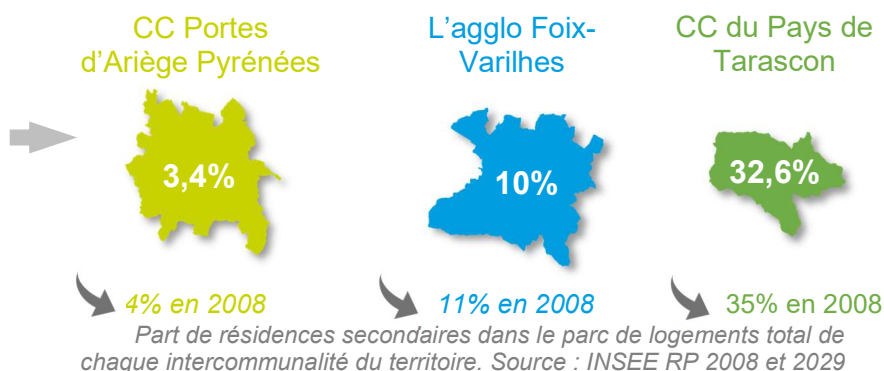 CC Portes
d'Ariège Pyrénées
L'agglo Foix-
Varilhes
CC du Pays de
Tarascon
3,4%
10%
32,6%
4% en 2008
11% en 2008
35% en 2008
Part de résidences secondaires dans le parc de logements total de
chaque intercommunalité du territoire. Source : INSEE RP 2008 et 2029